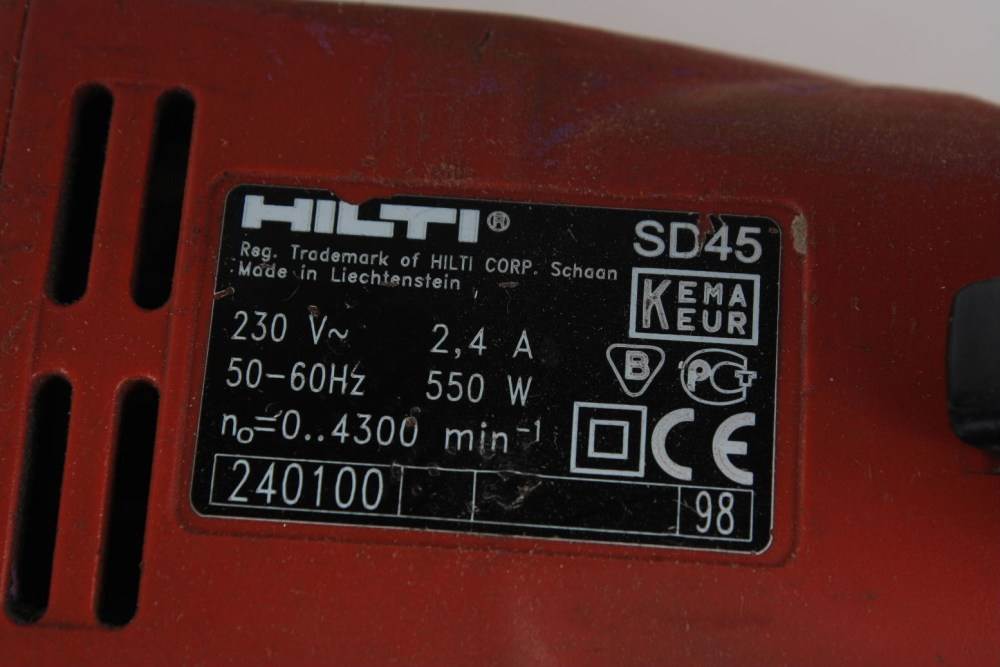 HILTI®
SD45
Reg. Trademark of HILTI CORP. Schaan
Made in Liechtenstein
KEMA
KEUR
230 V~ 2,4 A
B
PCT
50-60Hz 550 W
n₀=0..4300 min⁻¹
CE
240100
98